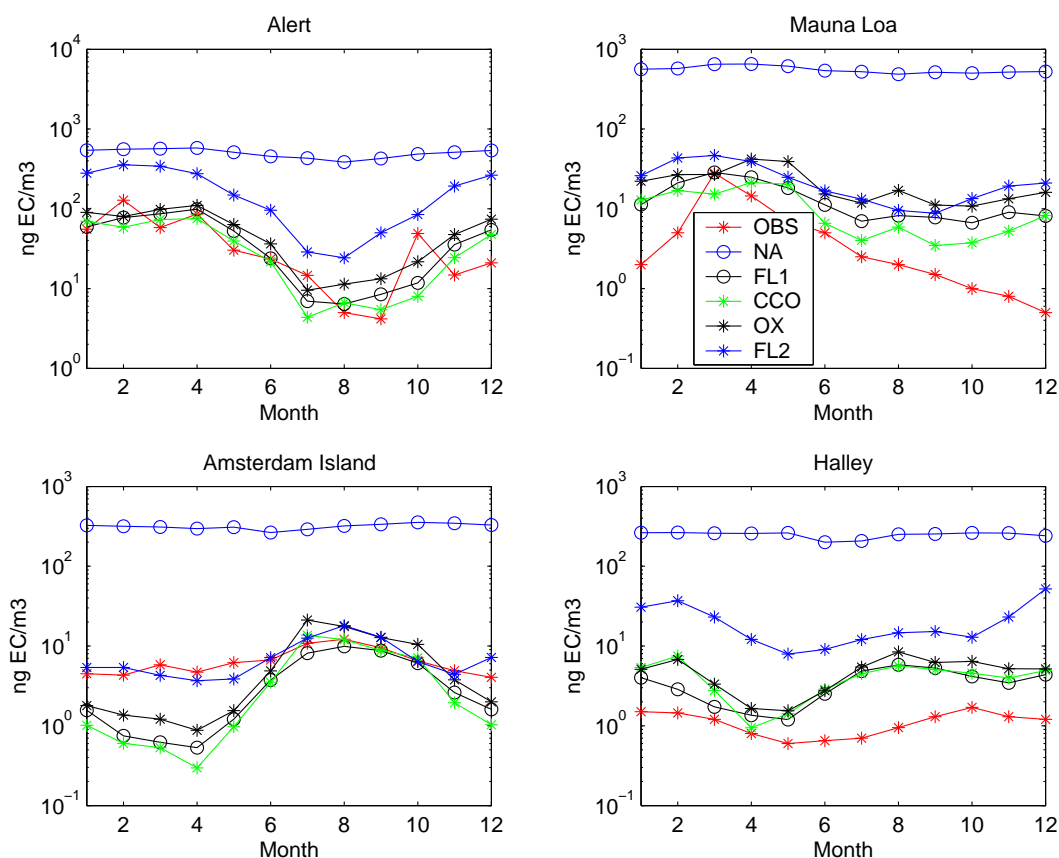 Alert
10^4
10^3
10^2
10^1
10^0
ng EC/m3
2 4 6 8 10 12
Month
Mauna Loa
10^3
10^2
10^1
10^0
10^−1
ng EC/m3
2 4 6 8 10 12
Month
OBS
NA
FL1
CCO
OX
FL2
Amsterdam Island
10^3
10^2
10^1
10^0
10^−1
ng EC/m3
2 4 6 8 10 12
Month
Halley
10^3
10^2
10^1
10^0
10^−1
ng EC/m3
2 4 6 8 10 12
Month